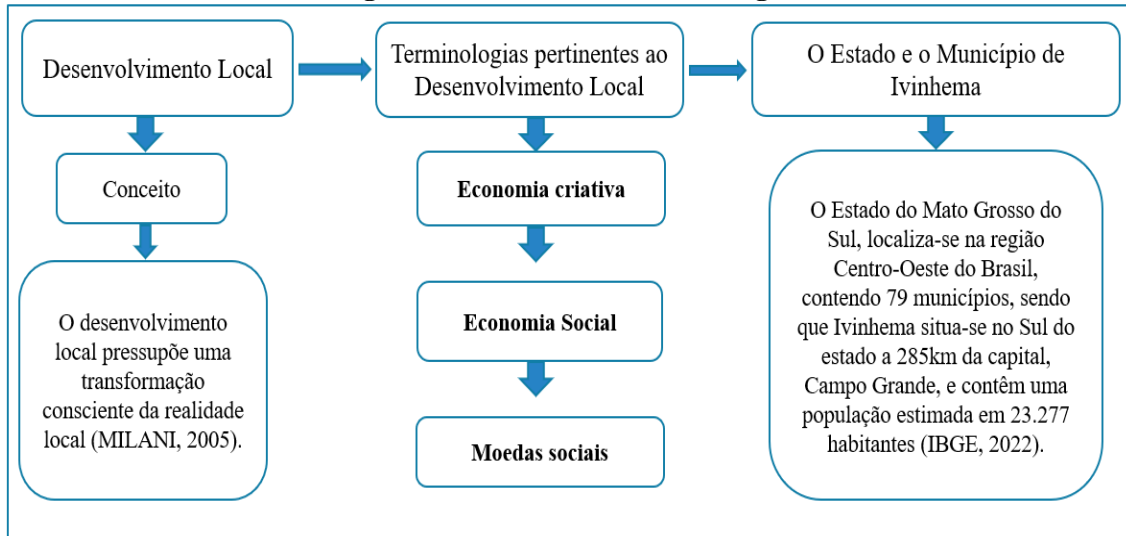 Desenvolvimento Local
Conceito
O desenvolvimento
local pressupõe uma
transformação
consciente da realidade
local (MILANI, 2005).
Terminologias pertinentes ao
Desenvolvimento Local
Economia criativa
Economia Social
Moedas sociais
O Estado e o Município de
Ivinhema
O Estado do Mato Grosso do
Sul, localiza-se na região
Centro-Oeste do Brasil,
contendo 79 municípios, sendo
que Ivinhema situa-se no Sul do
estado a 285km da capital,
Campo Grande, e contêm uma
população estimada em 23.277
habitantes (IBGE, 2022).